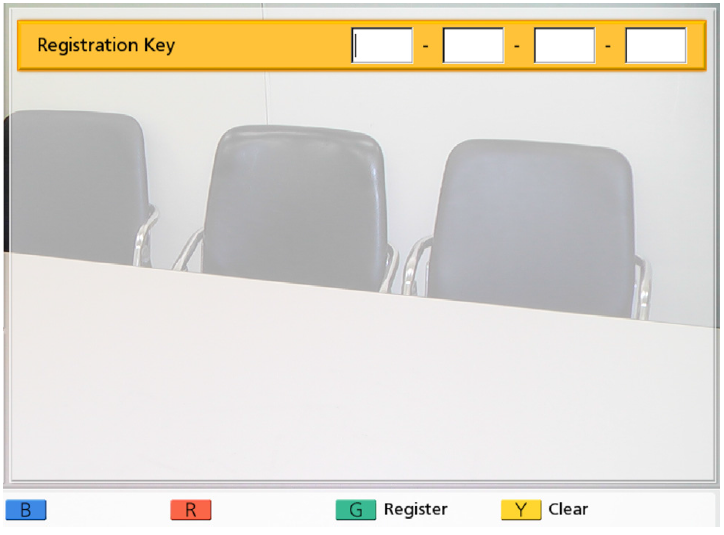 Registration Key - - -
B R G Register Y Clear